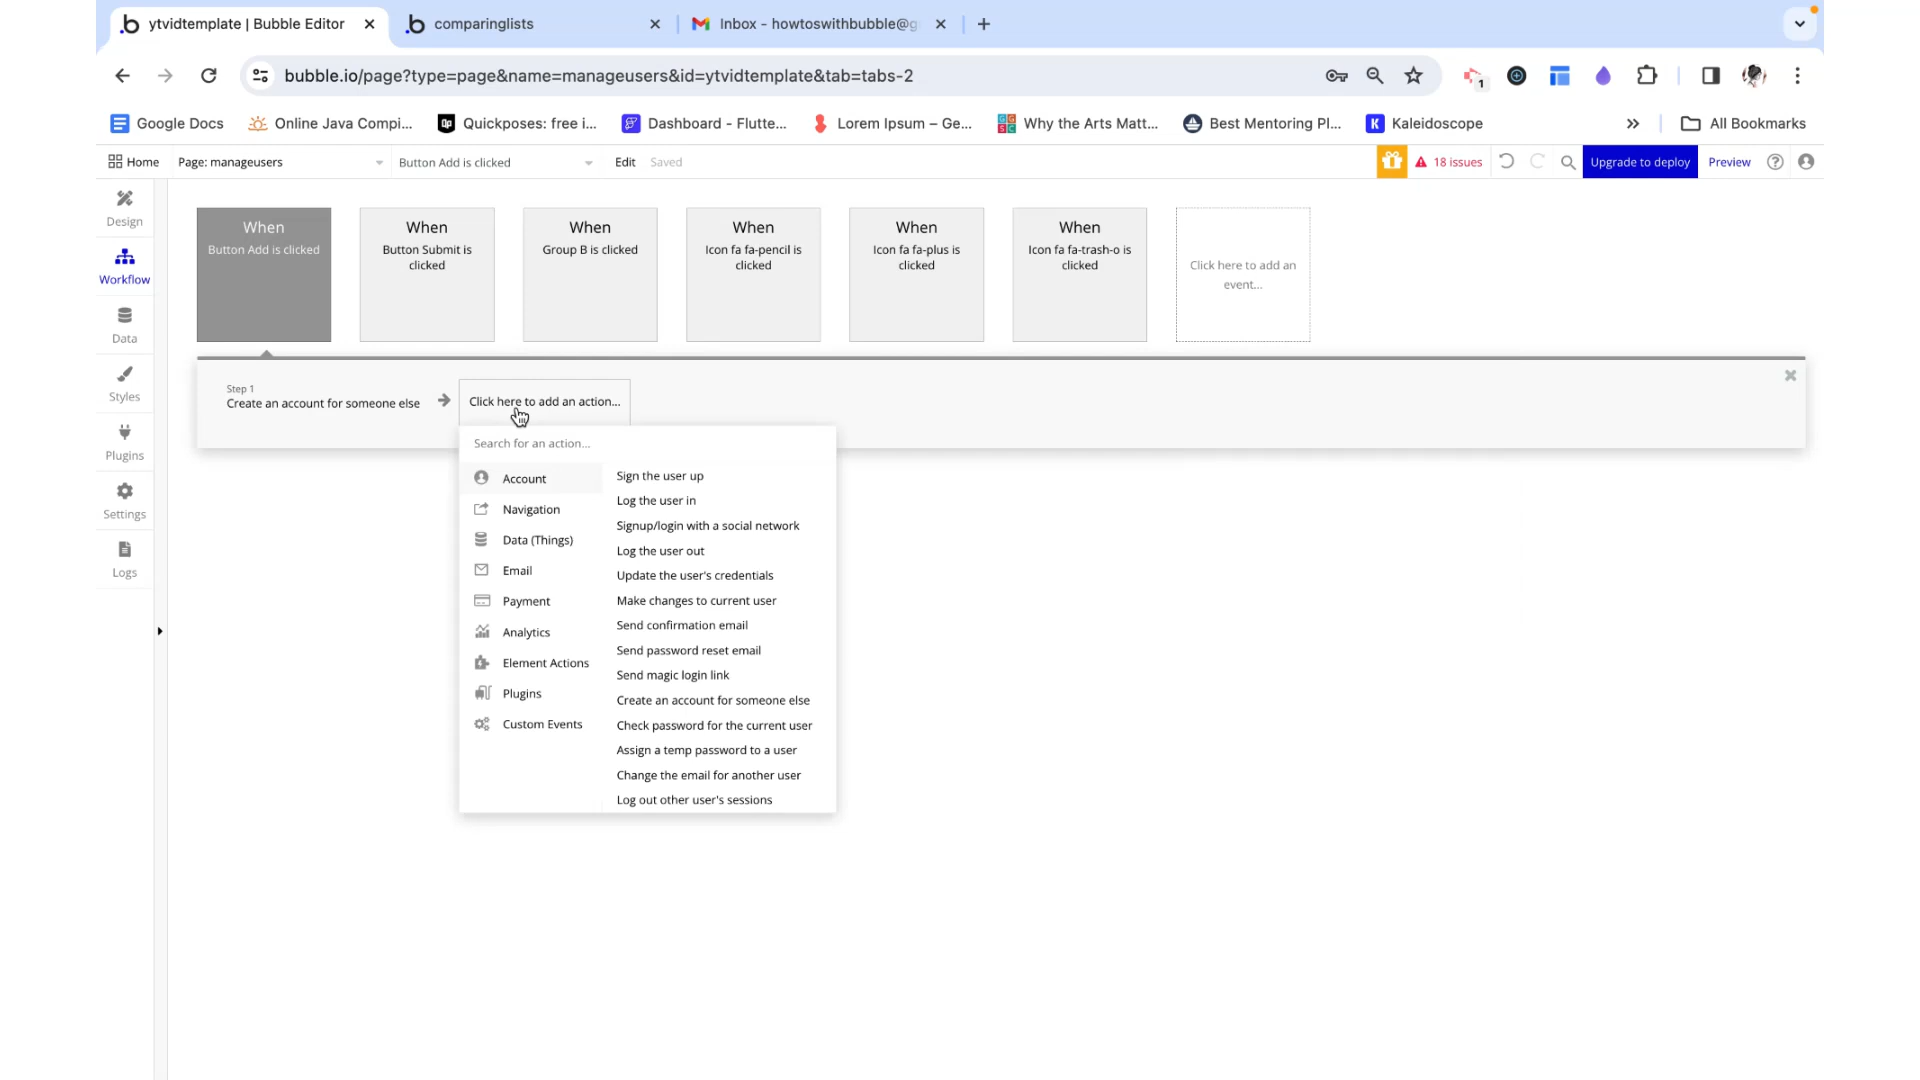 ytvidtemplate | Bubble Editor
comparinglists
Inbox - howtoswithbubble@g
bubble.io/page?type=page&name=manageusers&id=ytvidtemplate&tab=tabs-2
1
Google Docs
Online Java Compi...
Quickposes: free i...
Dashboard - Flutte...
Lorem Ipsum – Ge...
Why the Arts Matt...
Best Mentoring Pl...
Kaleidoscope
All Bookmarks
Home
Page: manageusers
Button Add is clicked
Edit
Saved
18 issues
Upgrade to deploy
Preview
Design
Workflow
Data
Styles
Plugins
Settings
Logs
When
Button Add is clicked
When
Button Submit is
clicked
When
Group B is clicked
When
Icon fa fa-pencil is
clicked
When
Icon fa fa-plus is
clicked
When
Icon fa fa-trash-o is
clicked
Click here to add an
event...
Step 1
Create an account for someone else
Click here to add an action...
Search for an action...
Account
Navigation
Data (Things)
Email
Payment
Analytics
Element Actions
Plugins
Custom Events
Sign the user up
Log the user in
Signup/login with a social network
Log the user out
Update the user's credentials
Make changes to current user
Send confirmation email
Send password reset email
Send magic login link
Create an account for someone else
Check password for the current user
Assign a temp password to a user
Change the email for another user
Log out other user's sessions